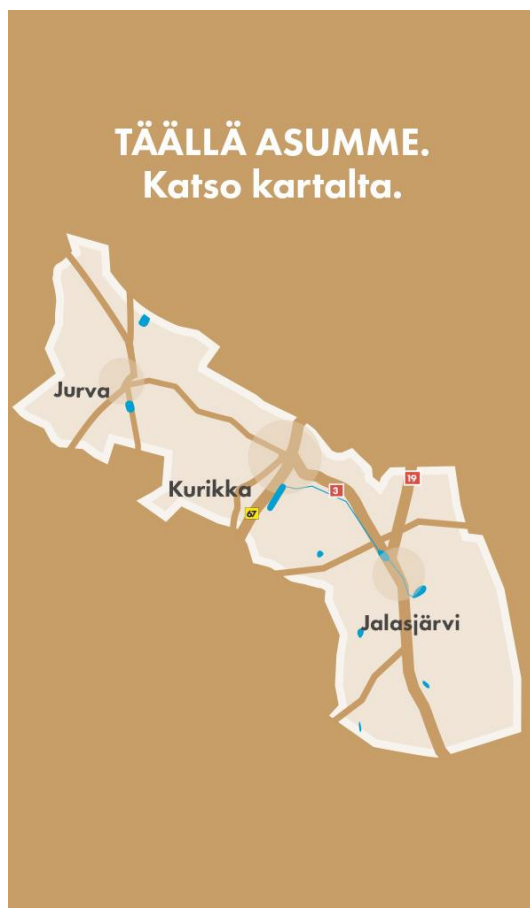 TÄÄLLÄ ASUMME.
Katso kartalta.
Jurva
Kurikka
67
3
19
Jalasjärvi